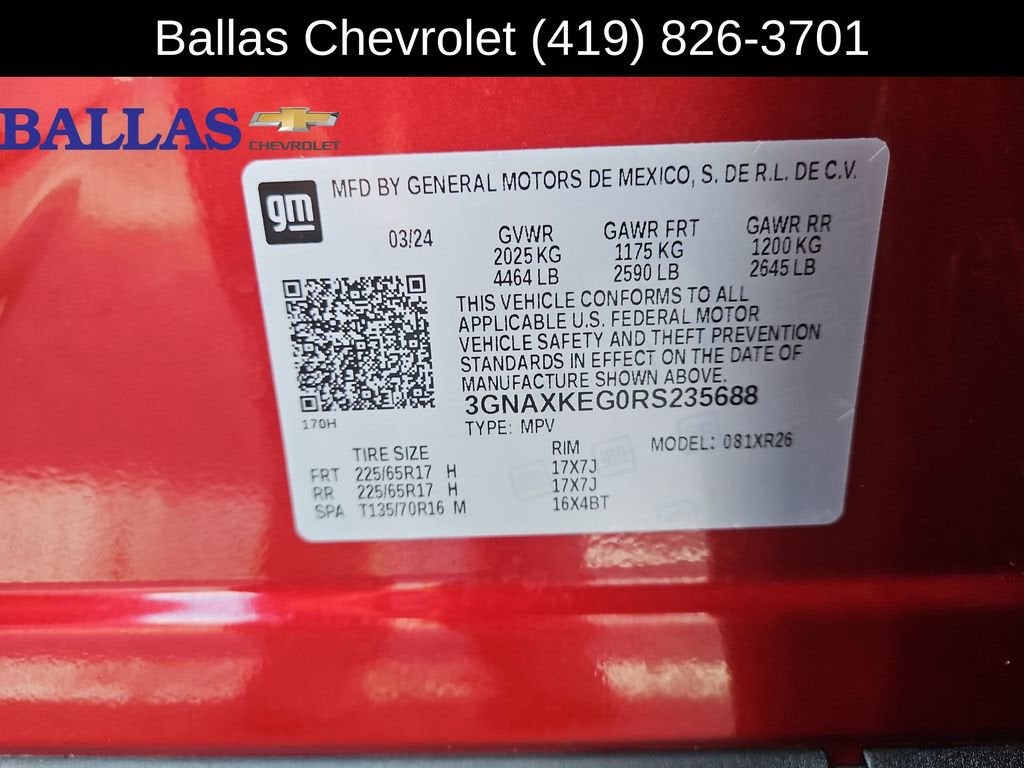 Ballas Chevrolet (419) 826-3701
BALLAS
CHEVROLET
gm
MFD BY GENERAL MOTORS DE MEXICO, S. DE R.L. DE C.V.
03/24 GVWR GAWR FRT GAWR RR
2025 KG 1175 KG 1200 KG
4464 LB 2590 LB 2645 LB
THIS VEHICLE CONFORMS TO ALL
APPLICABLE U.S. FEDERAL MOTOR
VEHICLE SAFETY AND THEFT PREVENTION
STANDARDS IN EFFECT ON THE DATE OF
MANUFACTURE SHOWN ABOVE.
3GNAXKEG0RS235688
170H
TYPE: MPV
TIRE SIZE RIM MODEL: 081XR26
FRT 225/65R17 H 17X7J
RR 225/65R17 H 17X7J
SPA T135/70R16 M 16X4BT